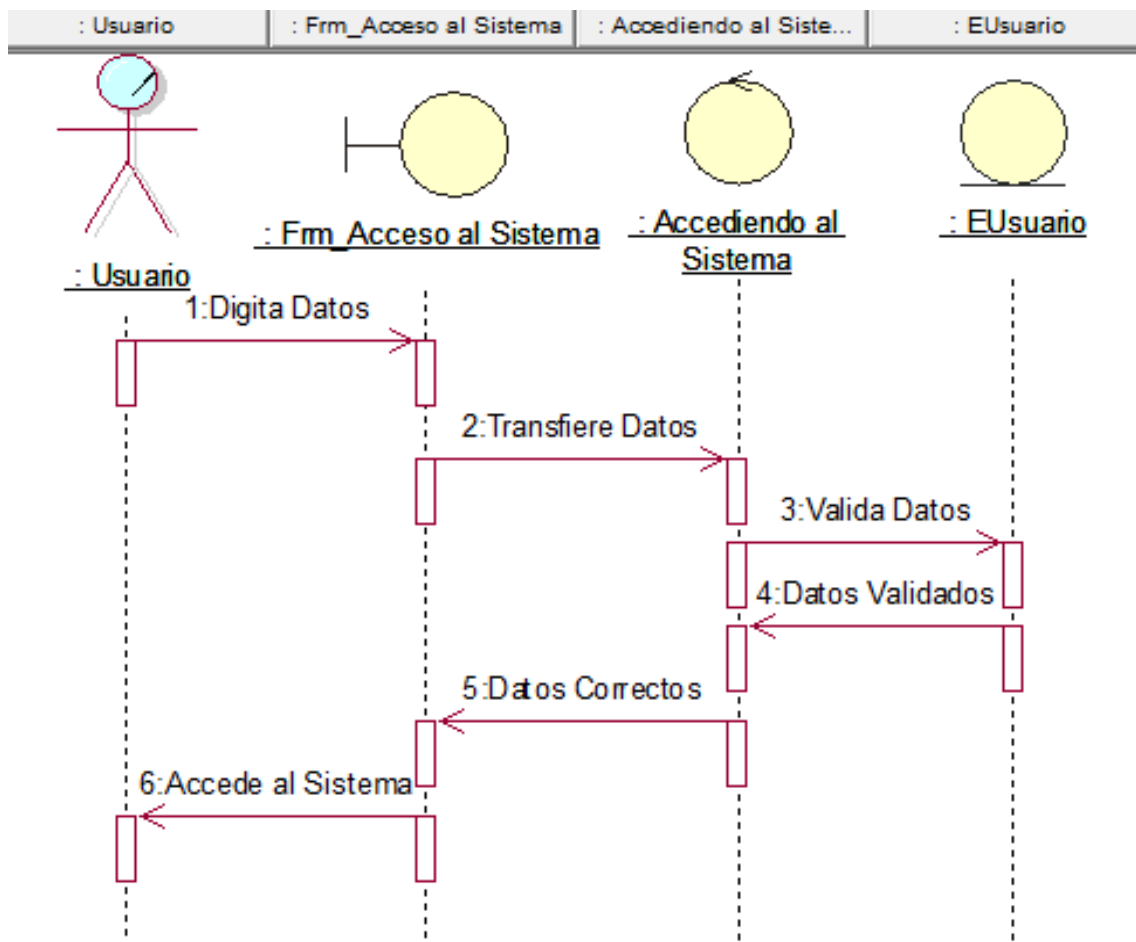 : Usuario
: Frm_Acceso al Sistema
: Accediendo al Siste...
: EUsuario
: Usuario
: Frm_Acceso al Sistema
: Accediendo al
Sistema
: EUsuario
1:Digita Datos
2:Transfiere Datos
3:Valida Datos
4:Datos Validados
5:Datos Correctos
6:Accede al Sistema